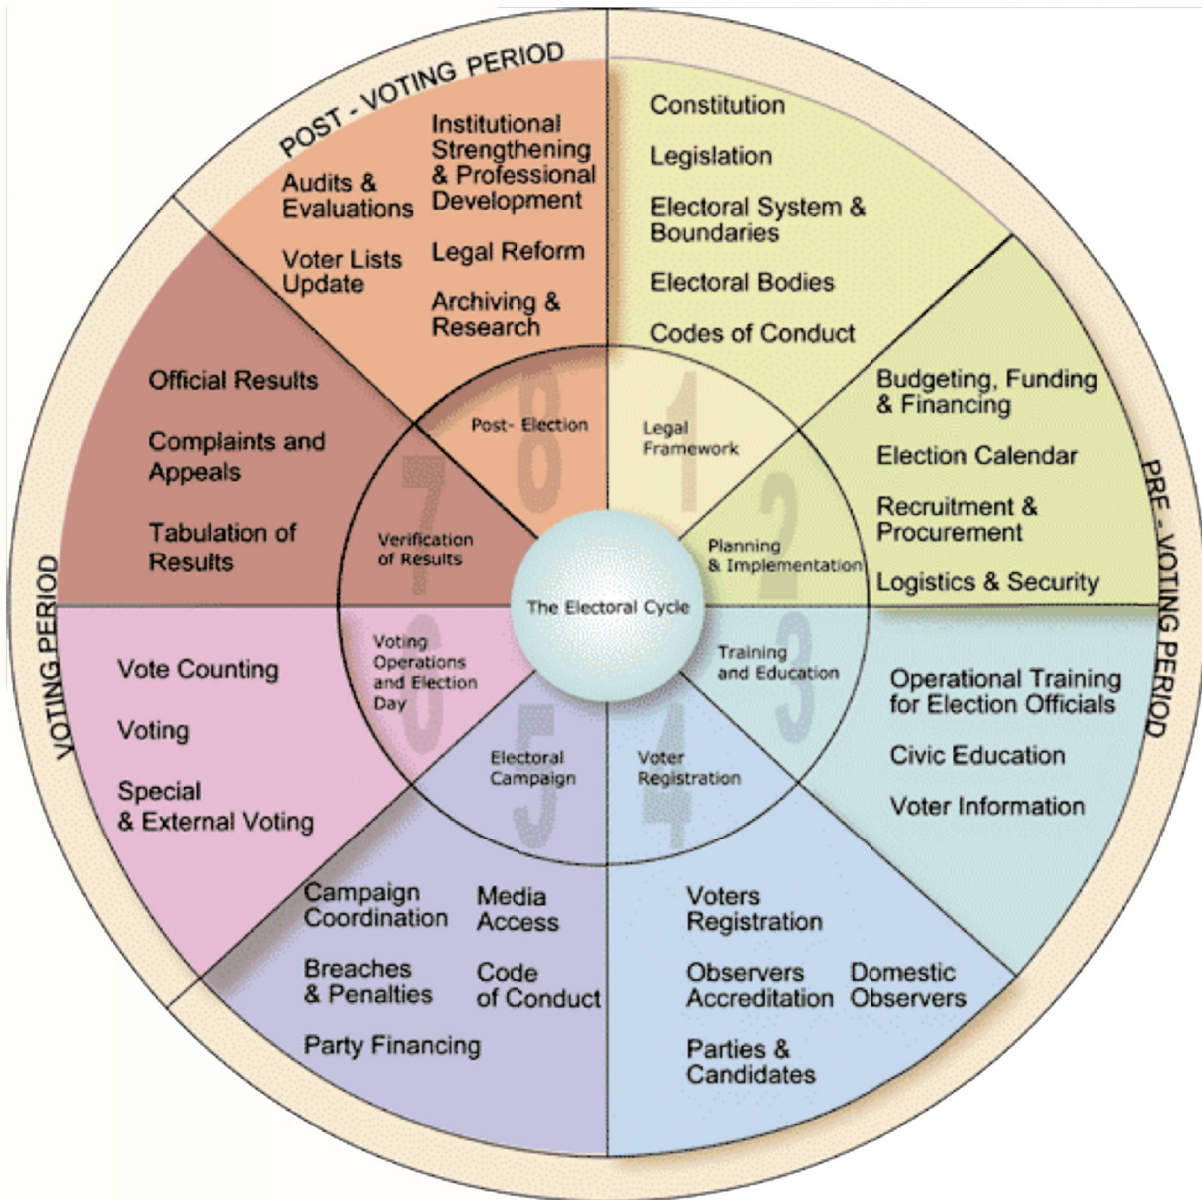 POST - VOTING PERIOD
PRE - VOTING PERIOD
VOTING PERIOD
The Electoral Cycle
1
Legal
Framework
Constitution
Legislation
Electoral System &
Boundaries
Electoral Bodies
Codes of Conduct
2
Planning
& Implementation
Budgeting, Funding
& Financing
Election Calendar
Recruitment &
Procurement
Logistics & Security
3
Training
and Education
Operational Training
for Election Officials
Civic Education
Voter Information
4
Voter
Registration
Voters
Registration
Observers
Accreditation
Domestic
Observers
Parties &
Candidates
5
Electoral
Campaign
Campaign
Coordination
Media
Access
Breaches
& Penalties
Code
of Conduct
Party Financing
6
Voting
Operations
and Election
Day
Vote Counting
Voting
Special
& External Voting
7
Verification
of Results
Official Results
Complaints and
Appeals
Tabulation of
Results
8
Post- Election
Institutional
Strengthening
& Professional
Development
Audits &
Evaluations
Legal Reform
Voter Lists
Update
Archiving &
Research